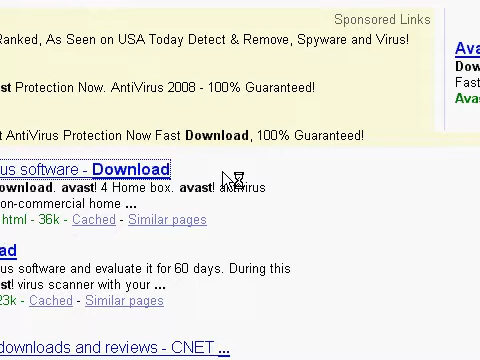 Sponsored Links
Ranked, As Seen on USA Today Detect & Remove, Spyware and Virus!
st Protection Now. AntiVirus 2008 - 100% Guaranteed!
t AntiVirus Protection Now Fast Download, 100% Guaranteed!
Ava
Dow
Fast
Avas
us software - Download
ownload. avast! 4 Home box. avast! antivirus
on-commercial home ...
html - 36k - Cached - Similar pages
ad
us software and evaluate it for 60 days. During this
st! virus scanner with your ...
23k - Cached - Similar pages
downloads and reviews - CNET ...